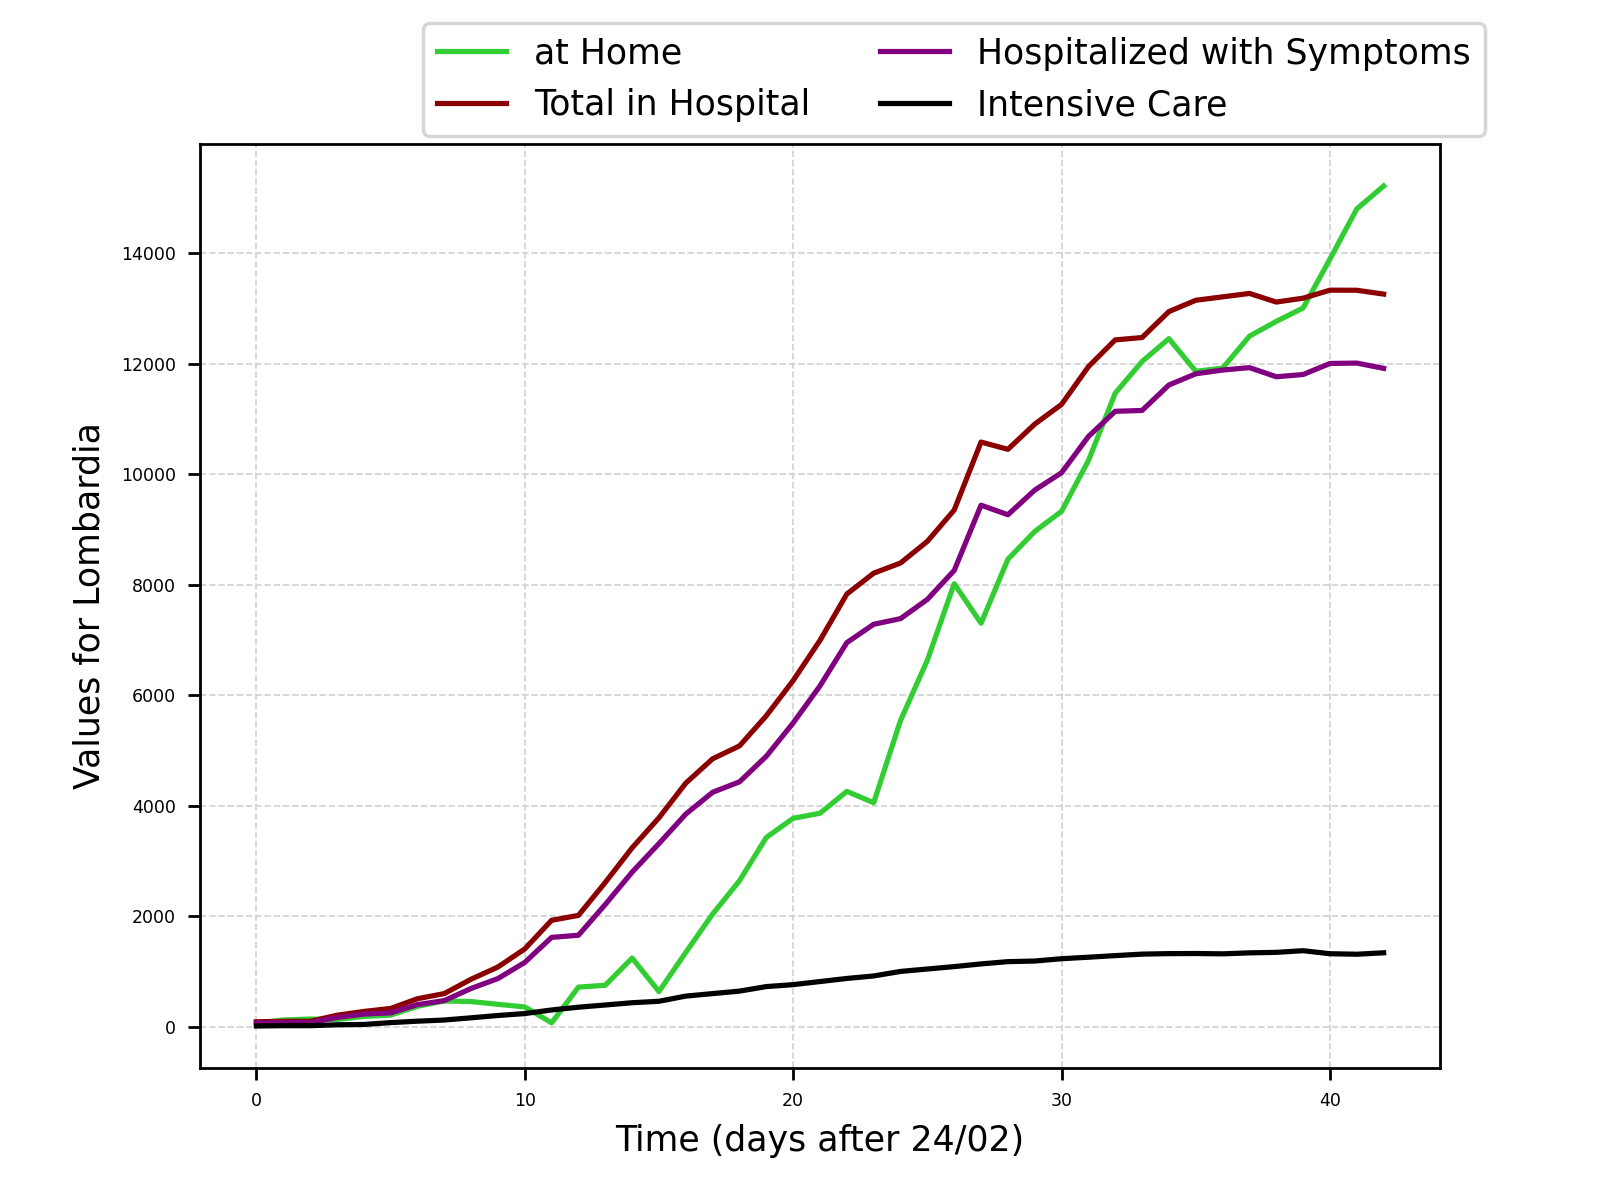 at Home
Hospitalized with Symptoms
Total in Hospital
Intensive Care
14000
12000
10000
8000
6000
4000
2000
0
Values for Lombardia
0 10 20 30 40
Time (days after 24/02)